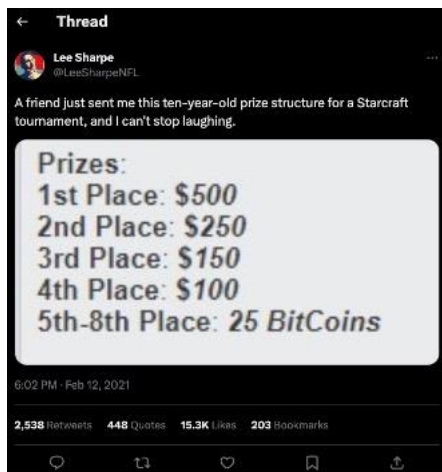 Thread
Lee Sharpe
@LeeSharpeNFL
A friend just sent me this ten-year-old prize structure for a Starcraft
tournament, and I can't stop laughing.
Prizes:
1st Place: $500
2nd Place: $250
3rd Place: $150
4th Place: $100
5th-8th Place: 25 BitCoins
6:02 PM · Feb 12, 2021
2,538 Retweets 448 Quotes 15.3K Likes 203 Bookmarks